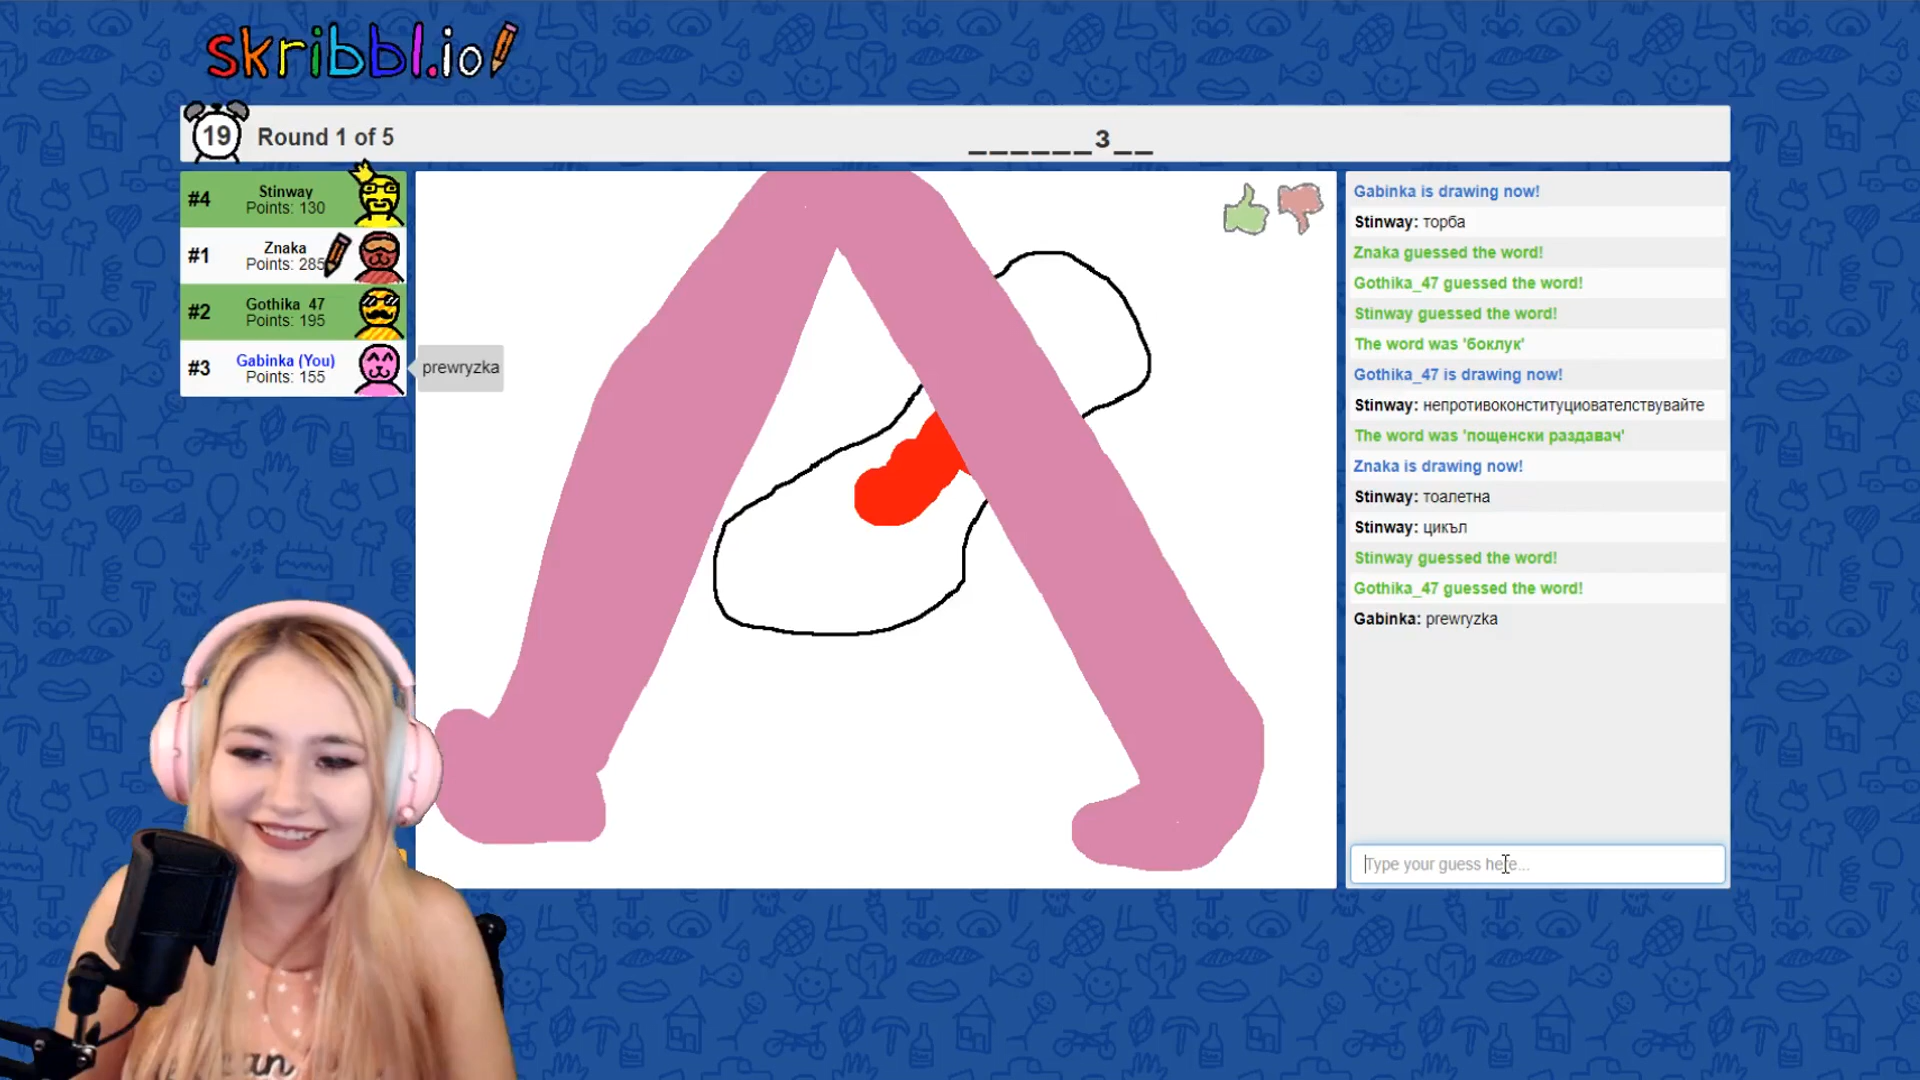 skribbl.io
19 Round 1 of 5 ______3__
#4 Stinway
Points: 130
#1 Znaka
Points: 285
#2 Gothika_47
Points: 195
#3 Gabinka (You)
Points: 155
prewryzka
Gabinka is drawing now!
Stinway: торба
Znaka guessed the word!
Gothika_47 guessed the word!
Stinway guessed the word!
The word was 'боклук'
Gothika_47 is drawing now!
Stinway: непротивоконституциователствувайте
The word was 'пощенски раздавач'
Znaka is drawing now!
Stinway: тоалетна
Stinway: цикъл
Stinway guessed the word!
Gothika_47 guessed the word!
Gabinka: prewryzka
Type your guess here...